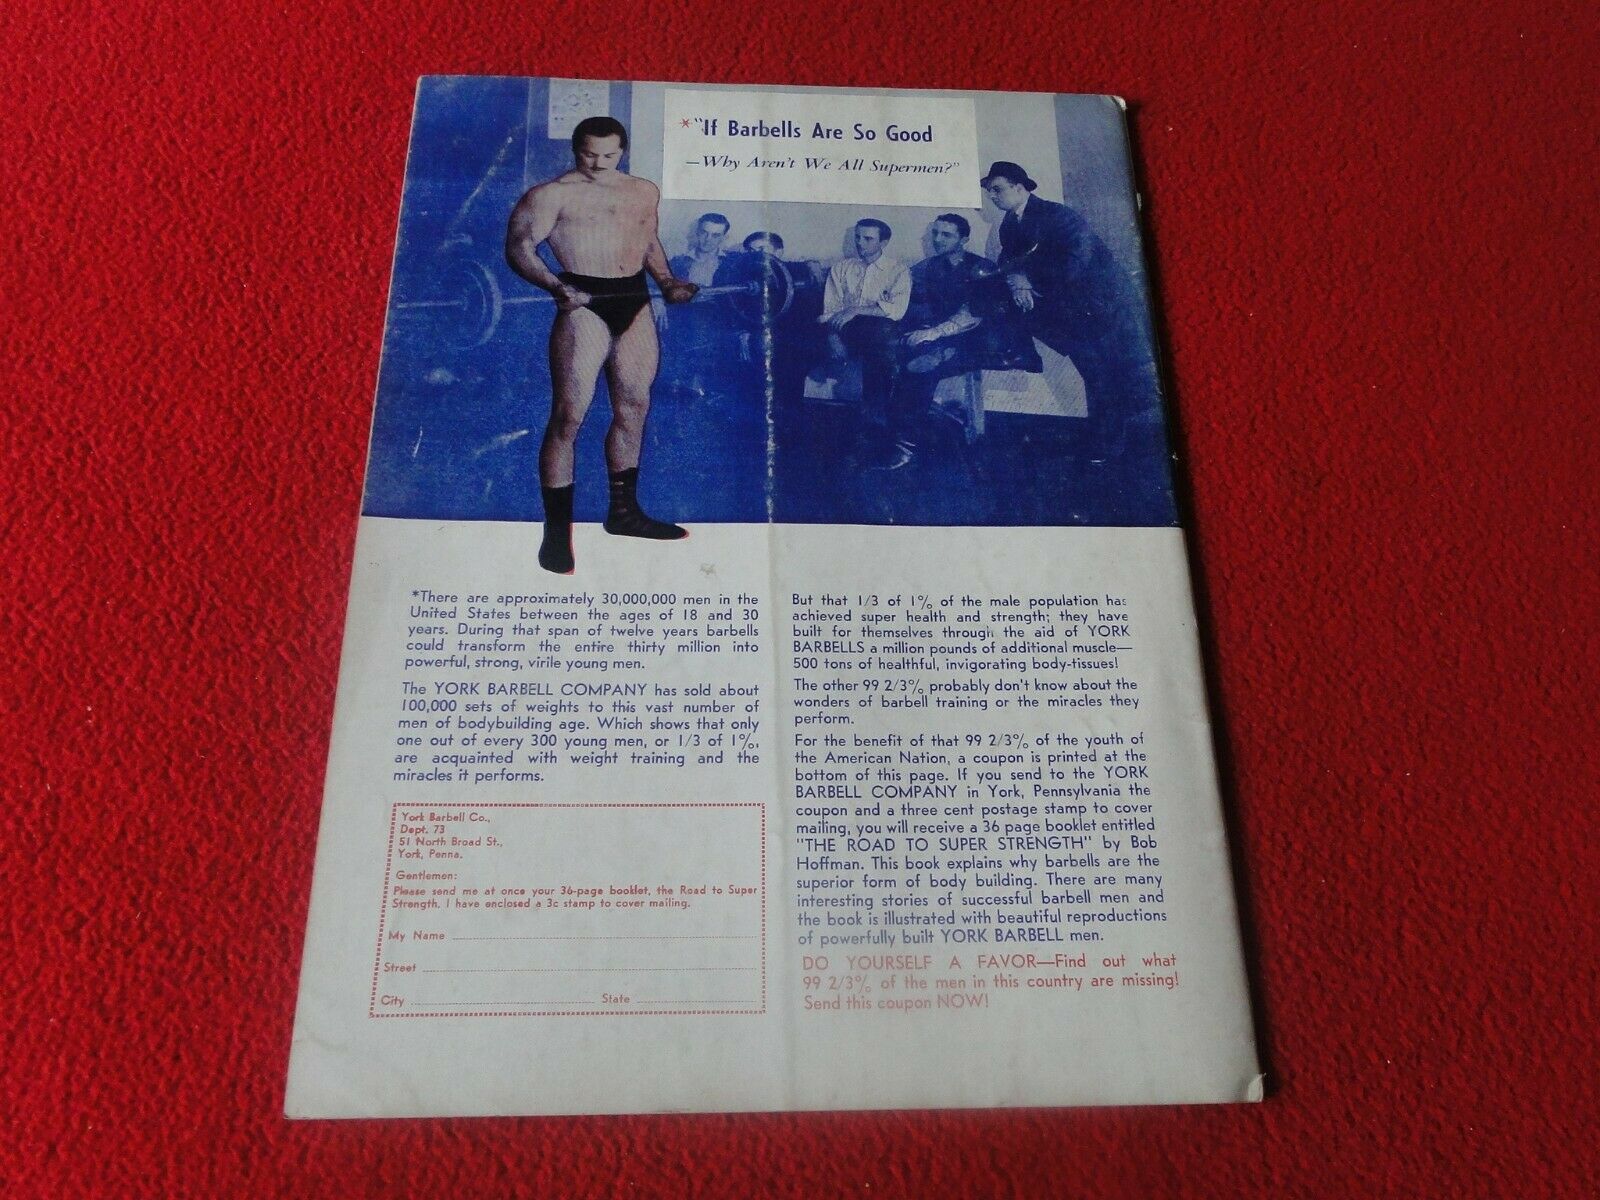 *"If Barbells Are So Good
—Why Aren't We All Supermen?"
*There are approximately 30,000,000 men in the
United States between the ages of 18 and 30
years. During that span of twelve years barbells
could transform the entire thirty million into
powerful, strong, virile young men.
The YORK BARBELL COMPANY has sold about
100,000 sets of weights to this vast number of
men of bodybuilding age. Which shows that only
one out of every 300 young men, or 1/3 of 1%,
are acquainted with weight training and the
miracles it performs.
York Barbell Co.,
Dept. 73
51 North Broad St.,
York, Penna.
Gentlemen:
Please send me at once your 36-page booklet, the Road to Super
Strength. I have enclosed a 3c stamp to cover mailing.
My Name
Street
City State
But that 1/3 of 1% of the male population has
achieved super health and strength; they have
built for themselves through the aid of YORK
BARBELLS a million pounds of additional muscle—
500 tons of healthful, invigorating body-tissues!
The other 99 2/3% probably don't know about the
wonders of barbell training or the miracles they
perform.
For the benefit of that 99 2/3% of the youth of
the American Nation, a coupon is printed at the
bottom of this page. If you send to the YORK
BARBELL COMPANY in York, Pennsylvania the
coupon and a three cent postage stamp to cover
mailing, you will receive a 36 page booklet entitled
"THE ROAD TO SUPER STRENGTH" by Bob
Hoffman. This book explains why barbells are the
superior form of body building. There are many
interesting stories of successful barbell men and
the book is illustrated with beautiful reproductions
of powerfully built YORK BARBELL men.
DO YOURSELF A FAVOR—Find out what
99 2/3% of the men in this country are missing!
Send this coupon NOW!